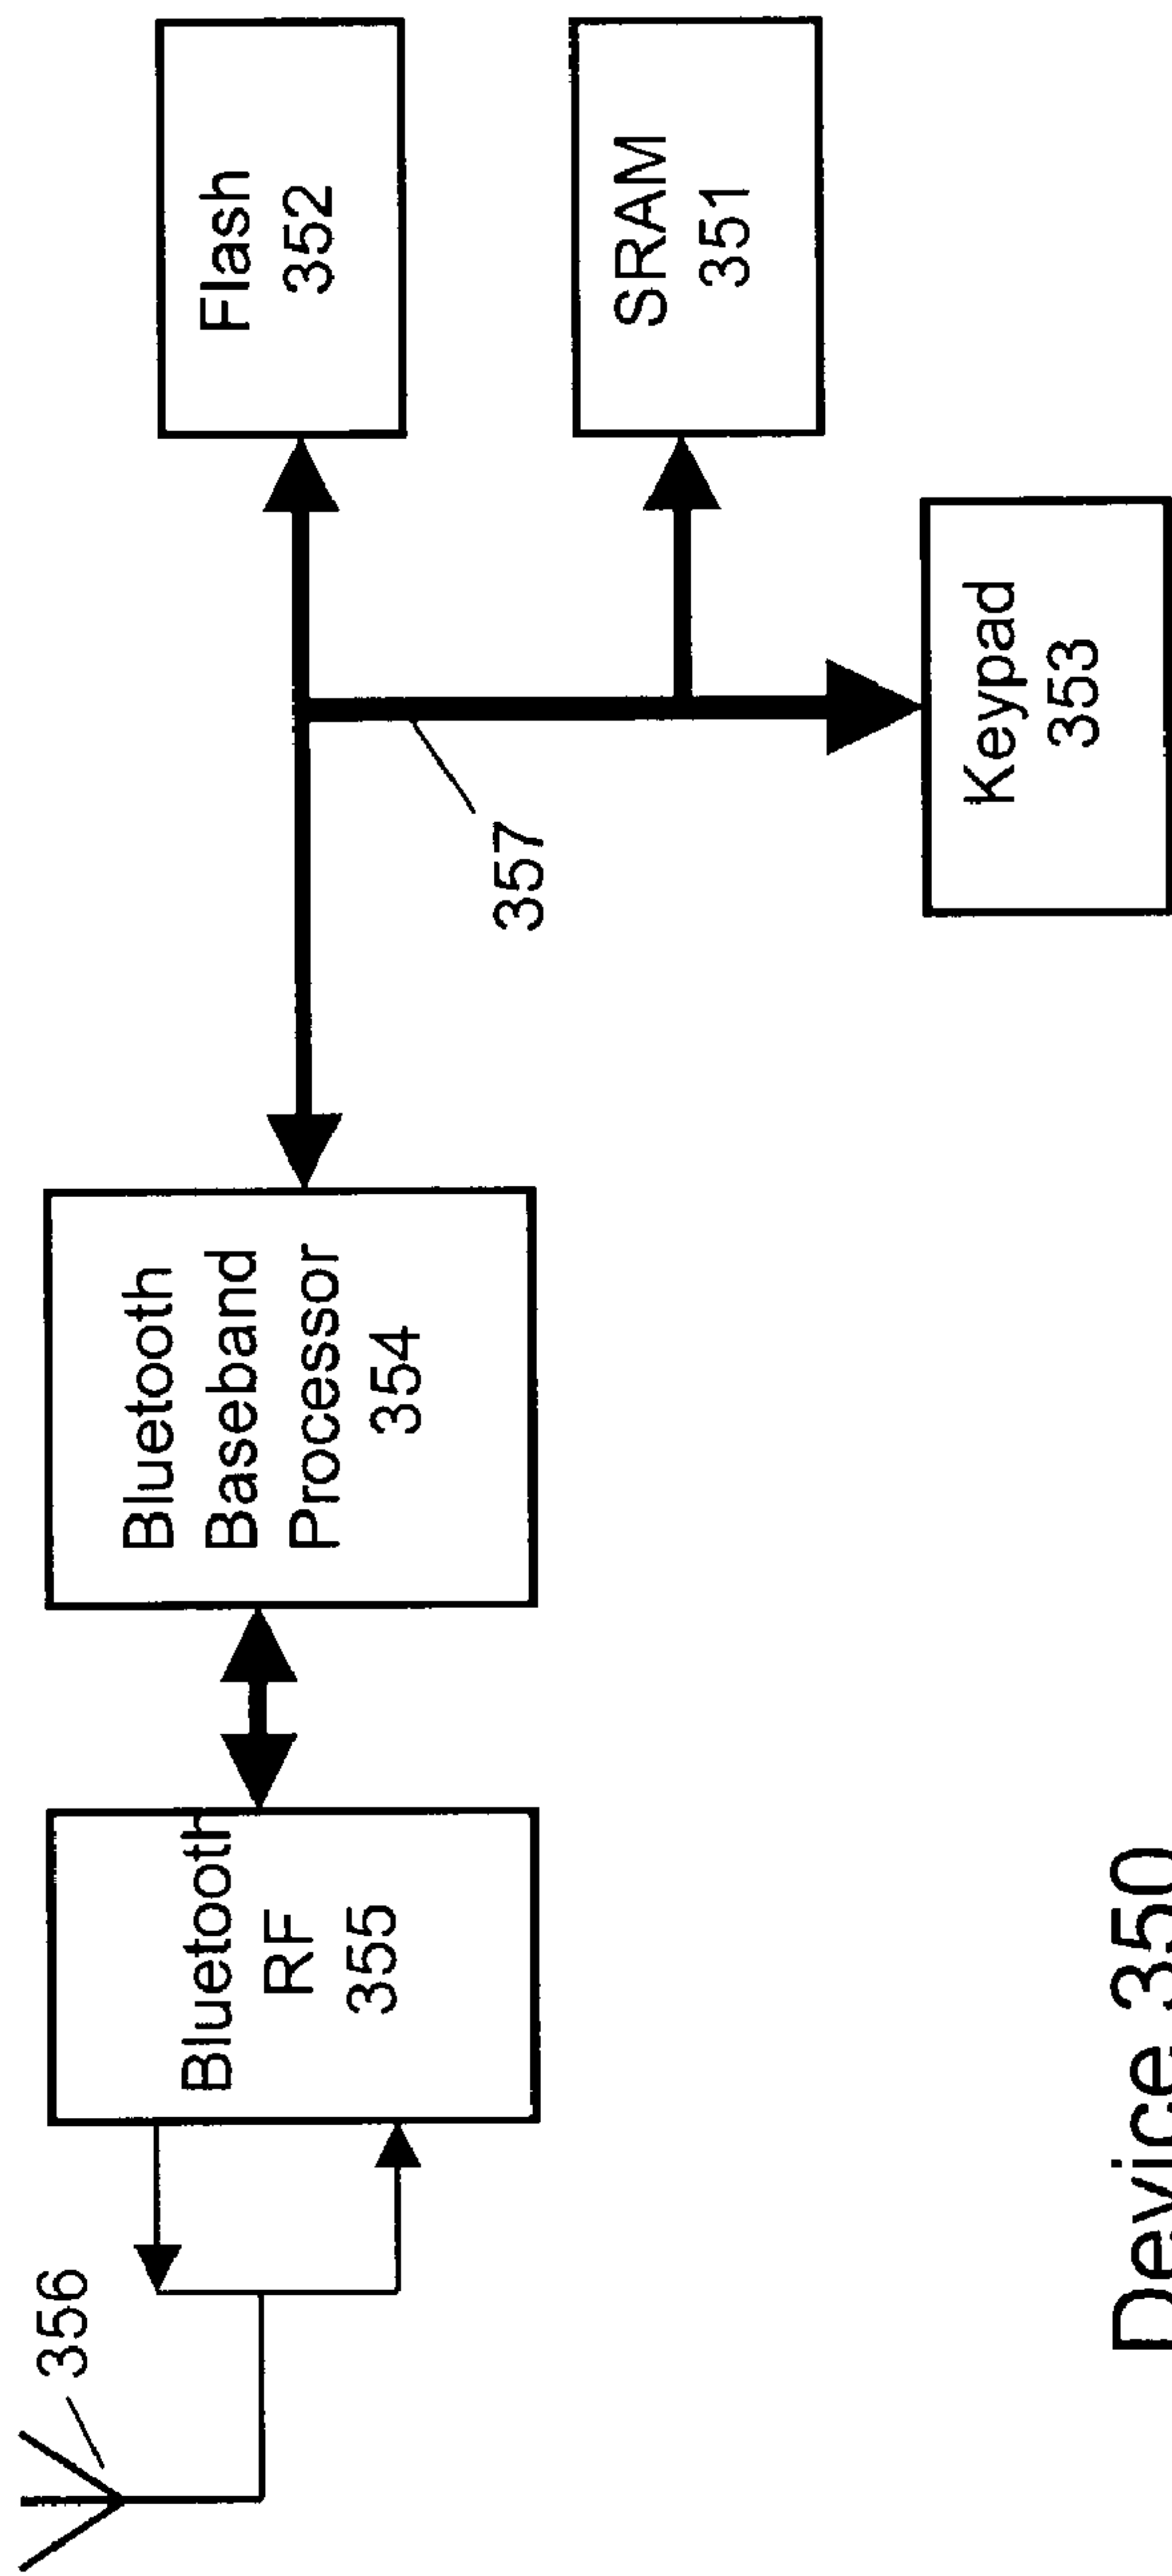 356
Bluetooth
RF
355
Bluetooth
Baseband
Processor
354
Flash
352
357
SRAM
351
Keypad
353
Device 350